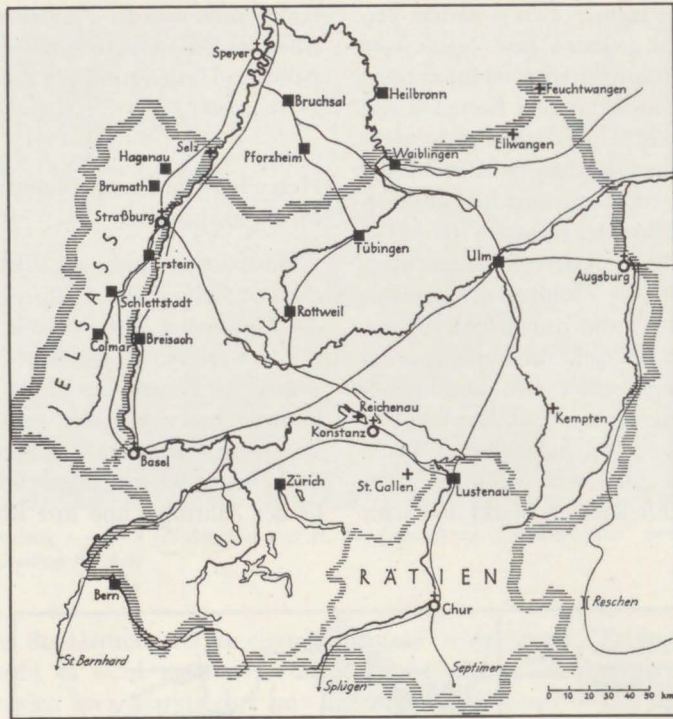 Speyer
Bruchsal
Heilbronn
Feuchtwangen
Ellwangen
Selz
Pforzheim
Waiblingen
Hagenau
Brumath
Straßburg
Tübingen
Ulm
Augsburg
Erstein
Schlettstadt
Rottweil
Colmar
Breisach
ELSASS
Reichenau
Konstanz
Kempten
Basel
Zürich
St. Gallen
Lustenau
RÄTIEN
Bern
Chur
Reschen
St. Bernhard
Splügen
Septimer
0 10 20 30 40 50
km